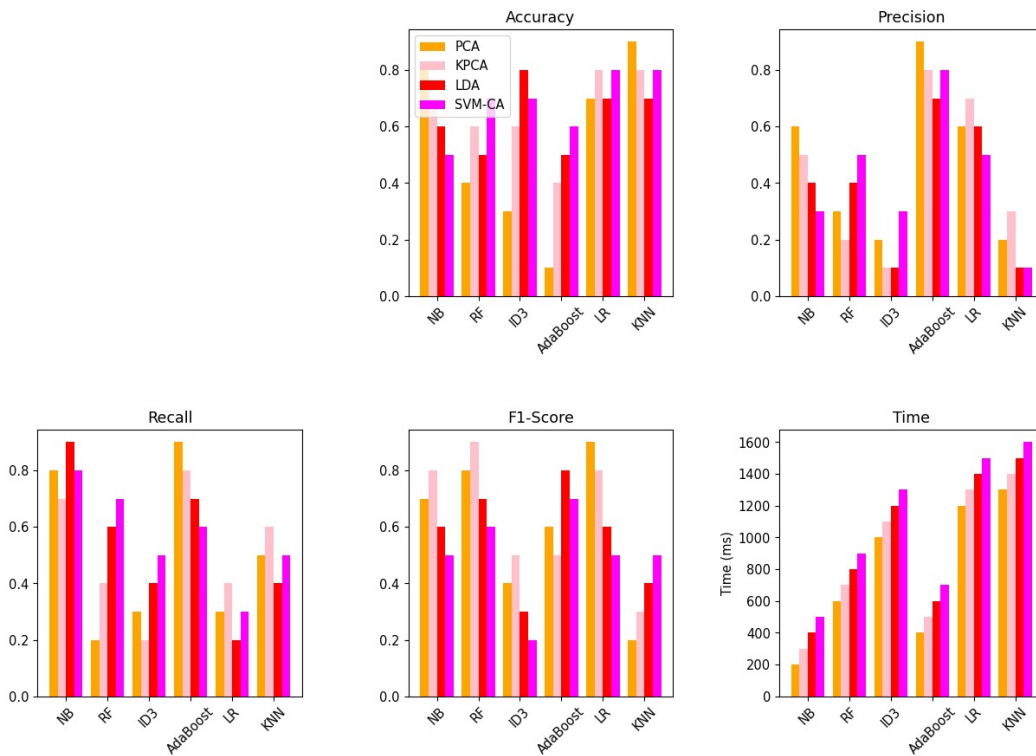 Accuracy
0.8
0.6
0.4
0.2
0.0
PCA
KPCA
LDA
SVM-CA
NB
RF
ID3
AdaBoost
LR
KNN
Precision
0.8
0.6
0.4
0.2
0.0
NB
RF
ID3
AdaBoost
LR
KNN
Recall
0.8
0.6
0.4
0.2
0.0
NB
RF
ID3
AdaBoost
LR
KNN
F1-Score
0.8
0.6
0.4
0.2
0.0
NB
RF
ID3
AdaBoost
LR
KNN
Time
Time (ms)
1600
1400
1200
1000
800
600
400
200
0
NB
RF
ID3
AdaBoost
LR
KNN